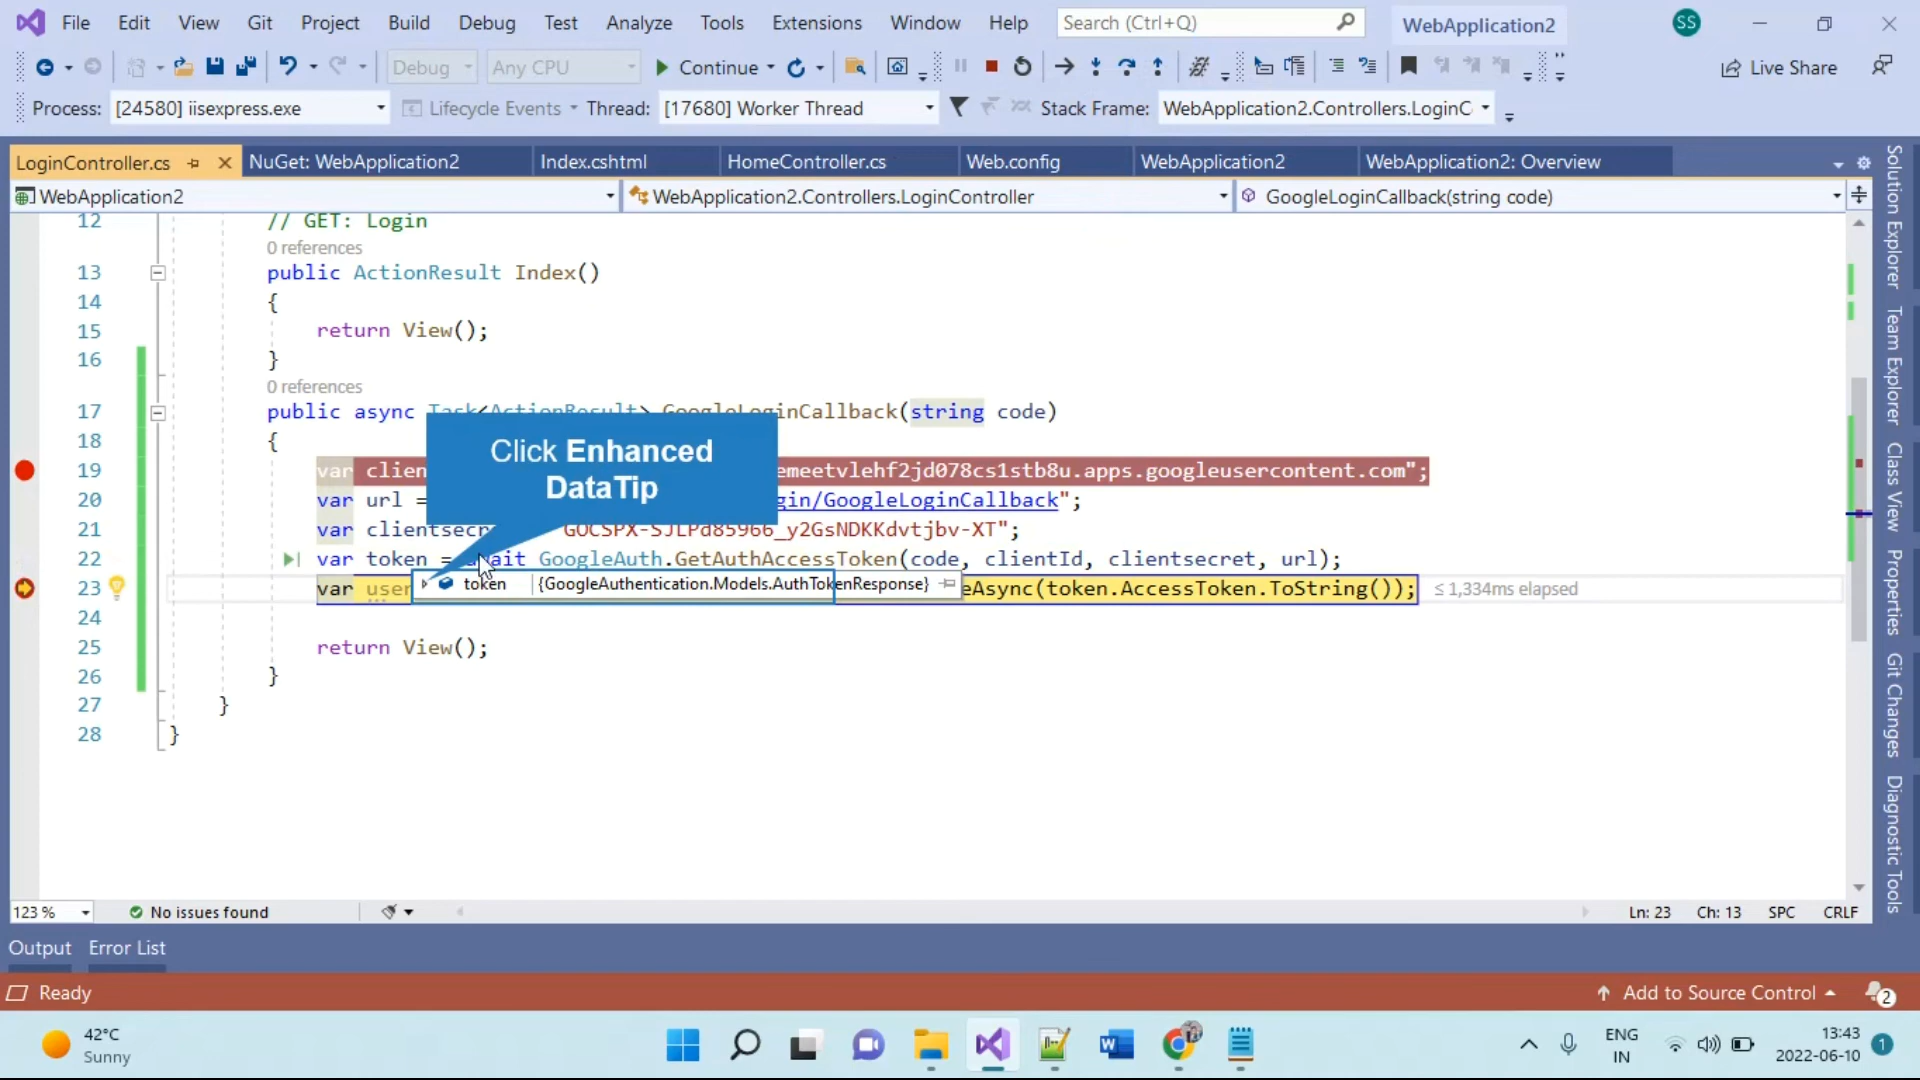 File Edit View Git Project Build Debug Test Analyze Tools Extensions Window Help Search (Ctrl+Q) WebApplication2 SS
Debug Any CPU Continue Live Share
Process: [24580] iisexpress.exe Lifecycle Events Thread: [17680] Worker Thread Stack Frame: WebApplication2.Controllers.LoginC
LoginController.cs NuGet: WebApplication2 Index.cshtml HomeController.cs Web.config WebApplication2 WebApplication2: Overview
WebApplication2 WebApplication2.Controllers.LoginController GoogleLoginCallback(string code)
12 // GET: Login
0 references
13 public ActionResult Index()
14 {
15 return View();
16 }
0 references
17 public async Task<ActionResult> GoogleLoginCallback(string code)
18 {
Click Enhanced
DataTip
19 var clien emeetvlehf2jd078cs1stb8u.apps.googleusercontent.com";
20 var url = gin/GoogleLoginCallback";
21 var clientsecre 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";
22 var token = await GoogleAuth.GetAuthAccessToken(code, clientId, clientsecret, url);
23 var user token {GoogleAuthentication.Models.AuthTokenResponse} eAsync(token.AccessToken.ToString()); ≤ 1,334ms elapsed
24
25 return View();
26 }
27 }
28 }
Solution Explorer
Team Explorer
Class View
Properties
Git Changes
Diagnostic Tools
123 % No issues found Ln: 23 Ch: 13 SPC CRLF
Output Error List
Ready Add to Source Control 2
42°C
Sunny
ENG
IN
13:43
2022-06-10
1